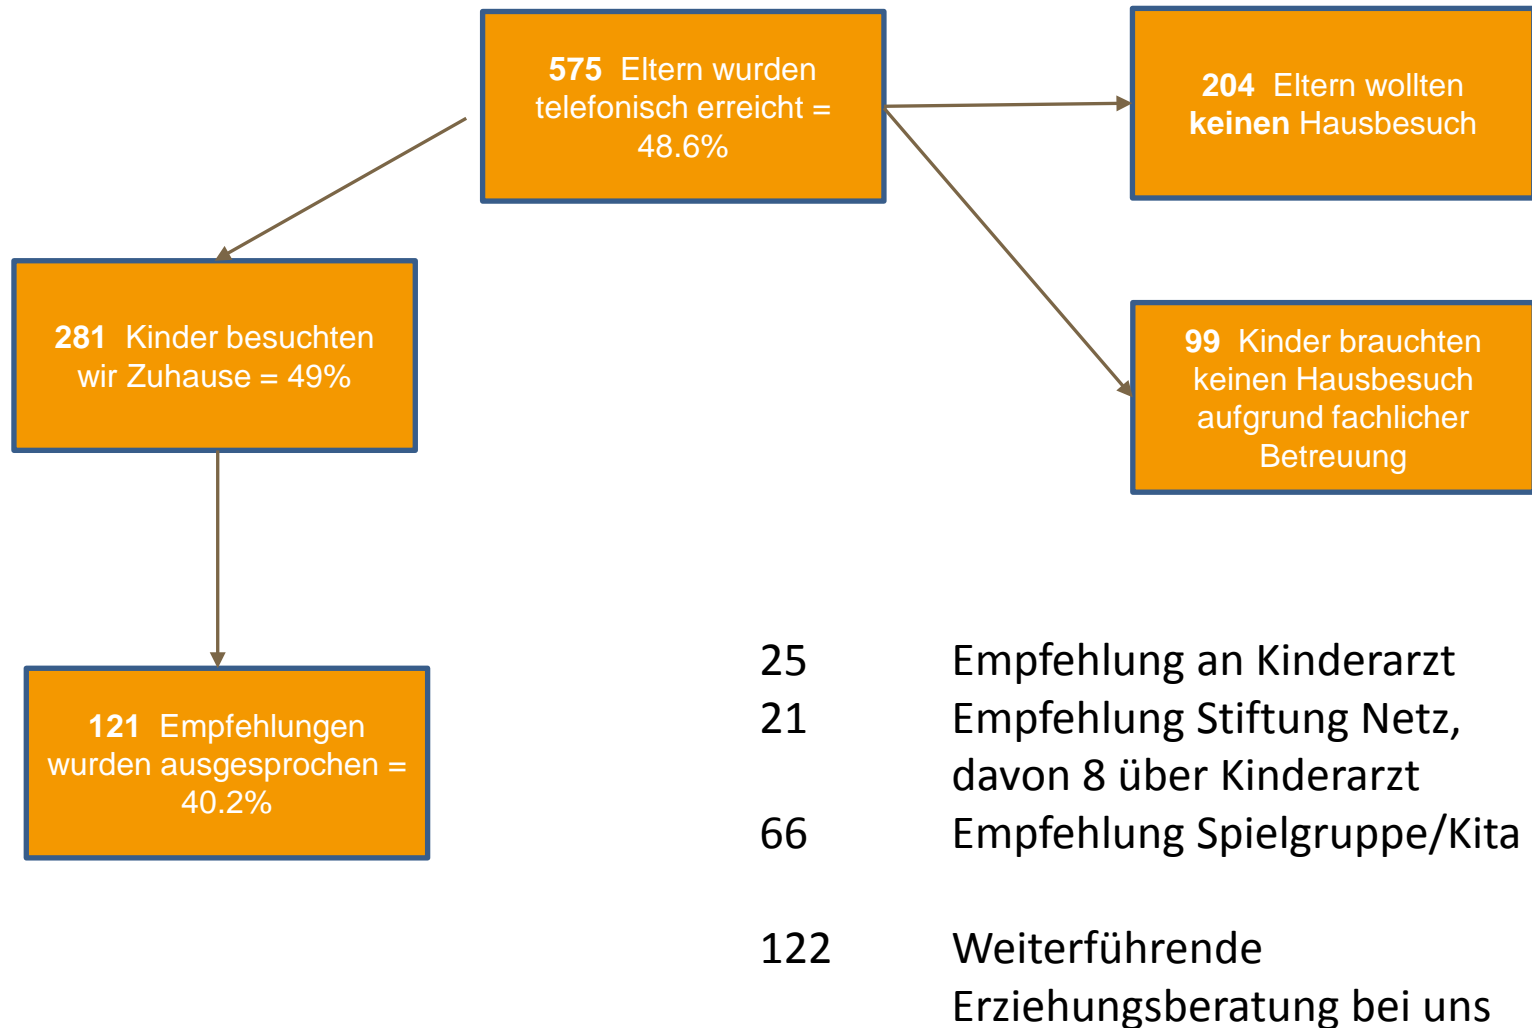 575 Eltern wurden
telefonisch erreicht =
48.6%
204 Eltern wollten
keinen Hausbesuch
281 Kinder besuchten
wir Zuhause = 49%
99 Kinder brauchten
keinen Hausbesuch
aufgrund fachlicher
Betreuung
121 Empfehlungen
wurden ausgesprochen =
40.2%
25 Empfehlung an Kinderarzt
21 Empfehlung Stiftung Netz,
davon 8 über Kinderarzt
66 Empfehlung Spielgruppe/Kita
122 Weiterführende
Erziehungsberatung bei uns